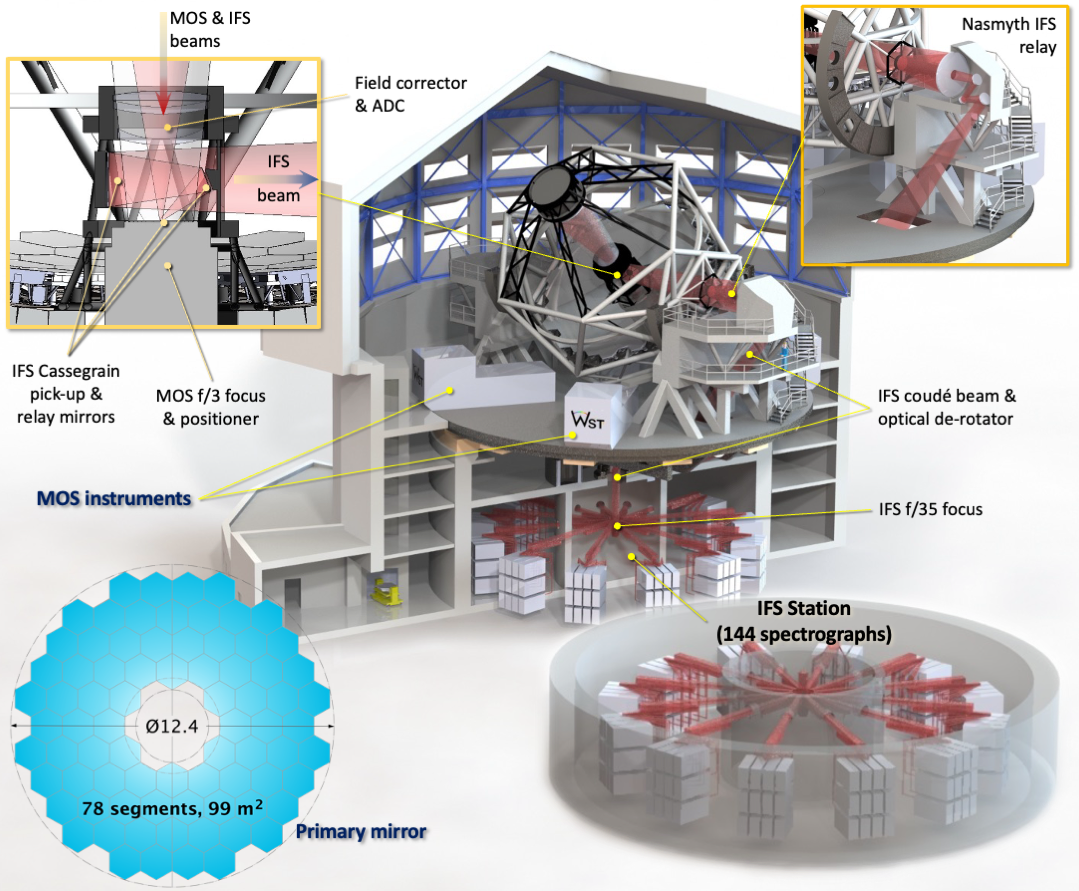 MOS & IFS
beams
Field corrector
& ADC
IFS
beam
Nasmyth IFS
relay
IFS Cassegrain
pick-up &
relay mirrors
MOS f/3 focus
& positioner
IFS coudé beam &
optical de-rotator
WST
MOS instruments
IFS f/35 focus
IFS Station
(144 spectrographs)
Ø12.4
78 segments, 99 m²
Primary mirror